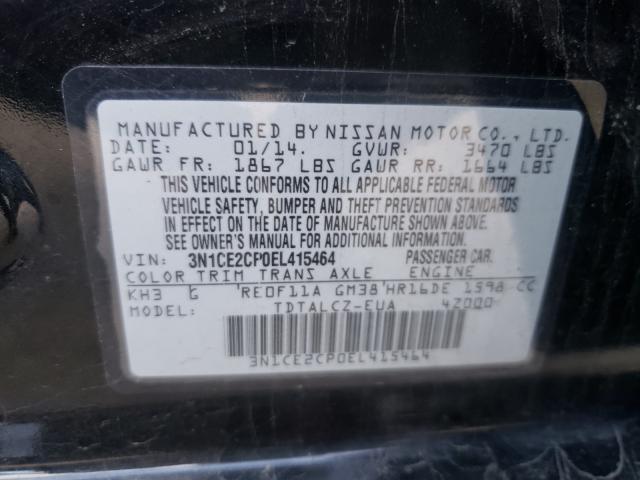 MANUFACTURED BY NISSAN MOTOR CO., LTD.
DATE: 01/14. GVWR: 3470 LBS
GAWR FR: 1867 LBS GAWR RR: 1664 LBS
THIS VEHICLE CONFORMS TO ALL APPLICABLE FEDERAL MOTOR
VEHICLE SAFETY, BUMPER AND THEFT PREVENTION STANDARDS
IN EFFECT ON THE DATE OF MANUFACTURE SHOWN ABOVE.
SEE OWNER'S MANUAL FOR ADDITIONAL INFORMATION
VIN: 3N1CE2CP0EL415464 PASSENGER CAR.
COLOR TRIM TRANS AXLE ENGINE
KH3 G RE0F11A GM38 HR16DE 1598 CC
MODEL: TDTALCZ-EUA 42000
3N1CE2CP0EL415464